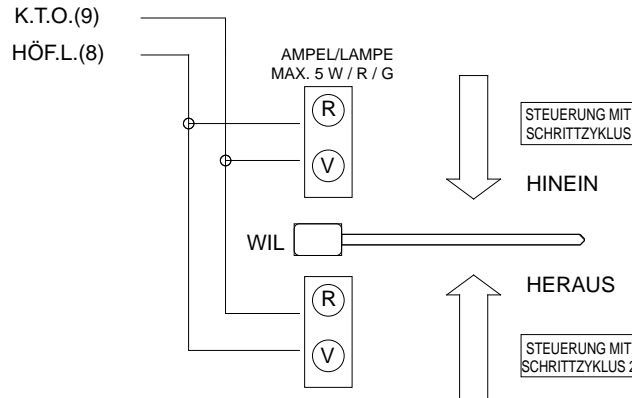 K.T.O.(9)
HÖF.L.(8)
AMPEL/LAMPE
MAX. 5 W / R / G
R
V
STEUERUNG MIT
SCHRITTZYKLUS
HINEIN
WIL
HERAUS
R
V
STEUERUNG MIT
SCHRITTZYKLUS 2